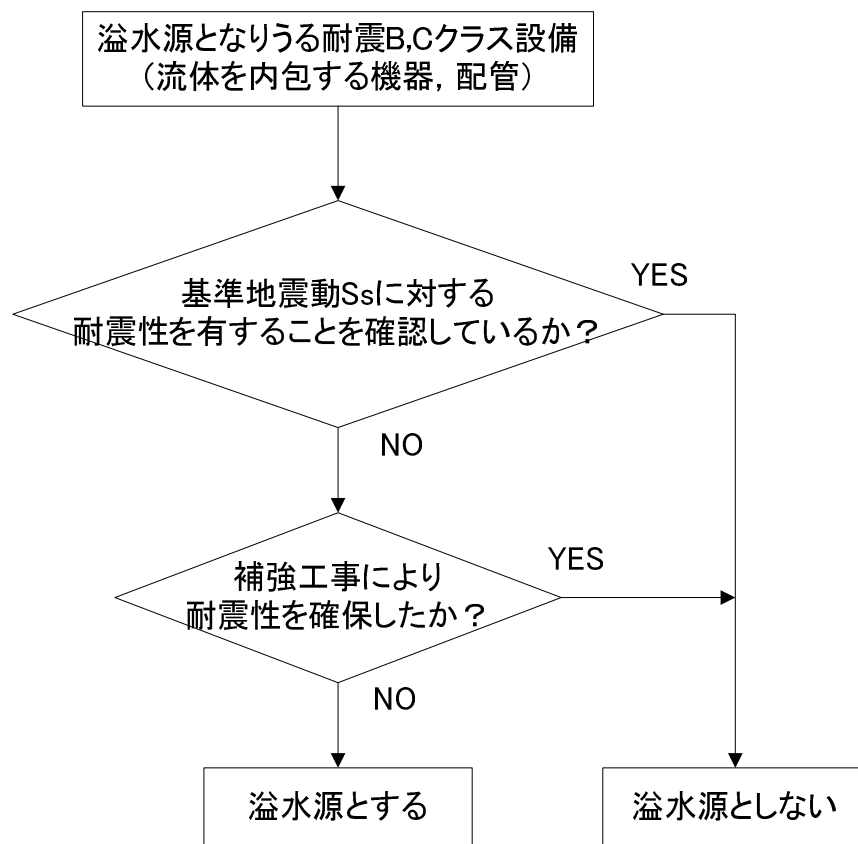 溢水源となりうる耐震B,Cクラス設備
（流体を内包する機器，配管）
基準地震動Ssに対する
耐震性を有することを確認しているか？
YES
NO
補強工事により
耐震性を確保したか？
YES
NO
溢水源とする
溢水源としない